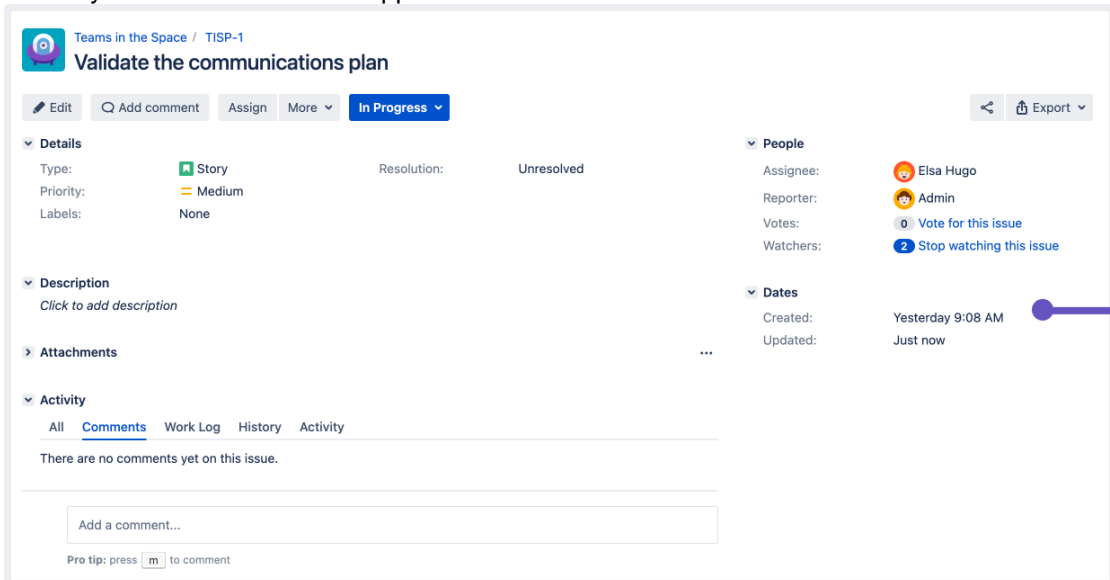 Teams in the Space / TISP-1
Validate the communications plan
Edit Add comment Assign More In Progress Export
Details
Type: Story Resolution: Unresolved
Priority: Medium
Labels: None
Description
Click to add description
Attachments
Activity
All Comments Work Log History Activity
There are no comments yet on this issue.
Add a comment...
Pro tip: press m to comment
People
Assignee: Elsa Hugo
Reporter: Admin
Votes: 0 Vote for this issue
Watchers: 2 Stop watching this issue
Dates
Created: Yesterday 9:08 AM
Updated: Just now